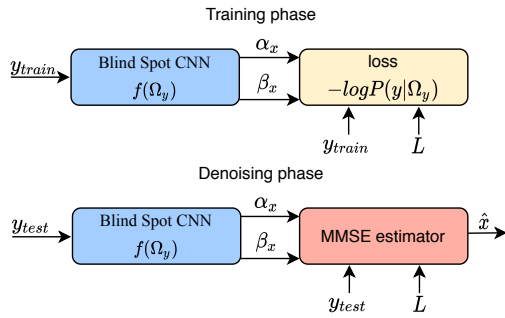 Training phase
y_train
Blind Spot CNN
f(Ω_y)
α_x
β_x
loss
−logP(y|Ω_y)
y_train
L
Denoising phase
y_test
Blind Spot CNN
f(Ω_y)
α_x
β_x
MMSE estimator
x̂
y_test
L